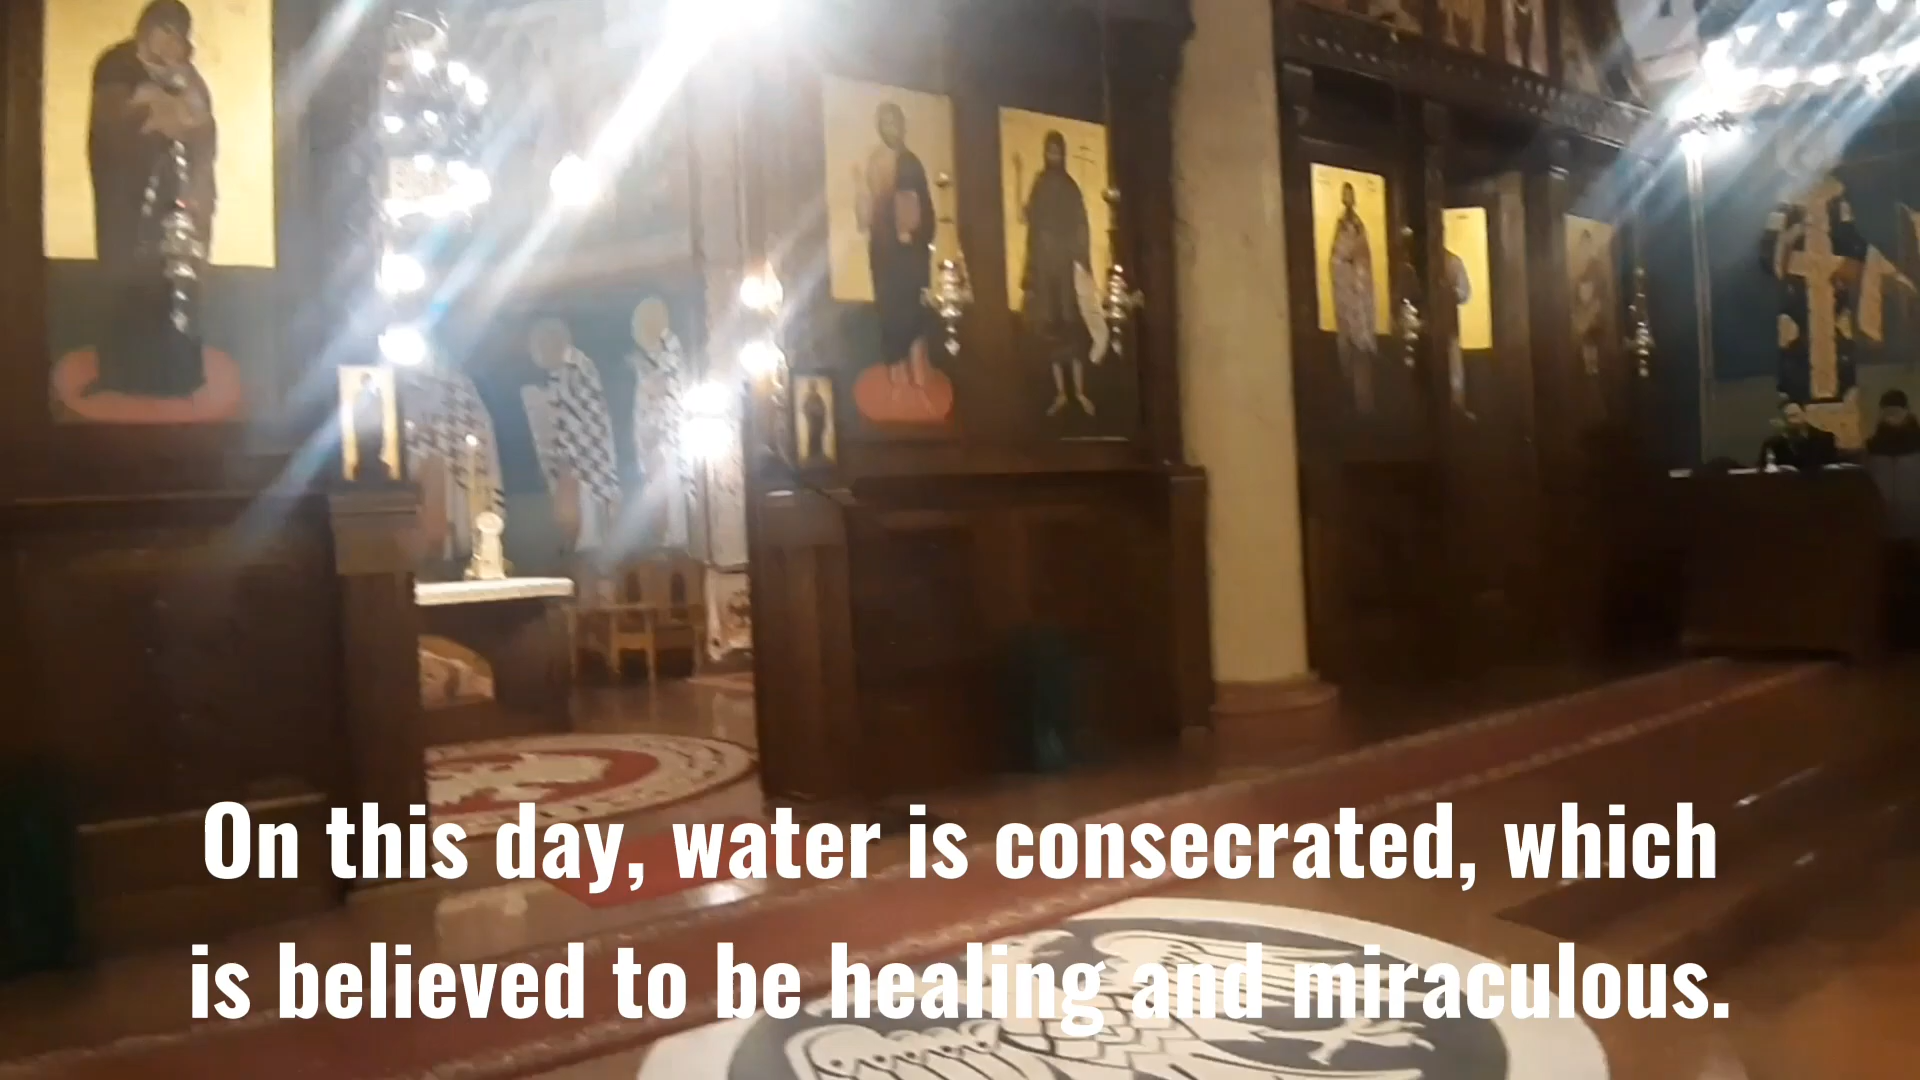 On this day, water is consecrated, which
is believed to be healing and miraculous.